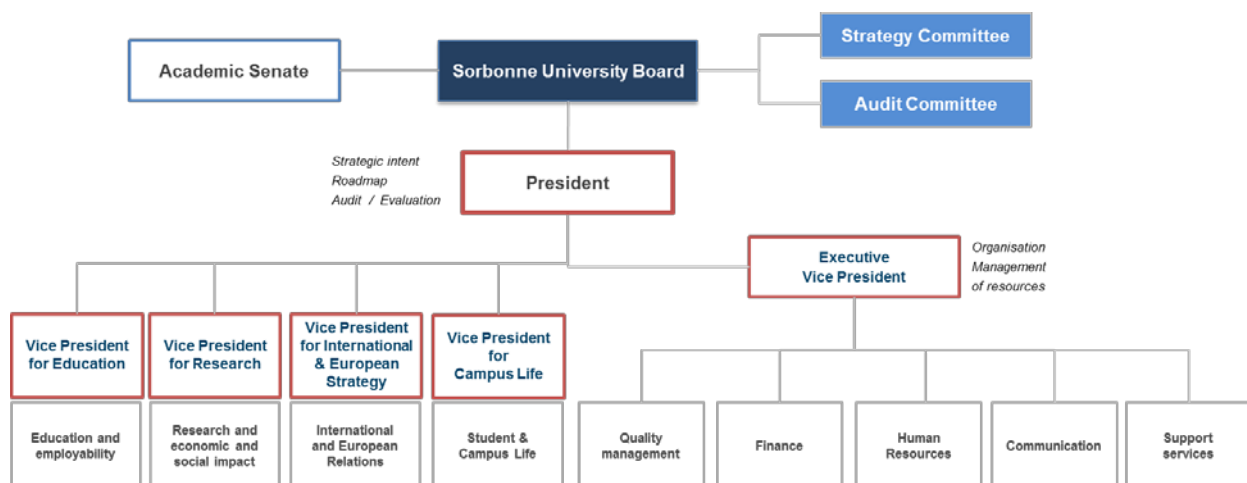 Academic Senate
Sorbonne University Board
Strategy Committee
Audit Committee
Strategic intent
Roadmap
Audit / Evaluation
President
Executive
Vice President
Organisation
Management
of resources
Vice President
for Education
Vice President
for Research
Vice President
for International
& European
Strategy
Vice President
for
Campus Life
Education and
employability
Research and
economic and
social impact
International
and European
Relations
Student &
Campus Life
Quality
management
Finance
Human
Resources
Communication
Support
services